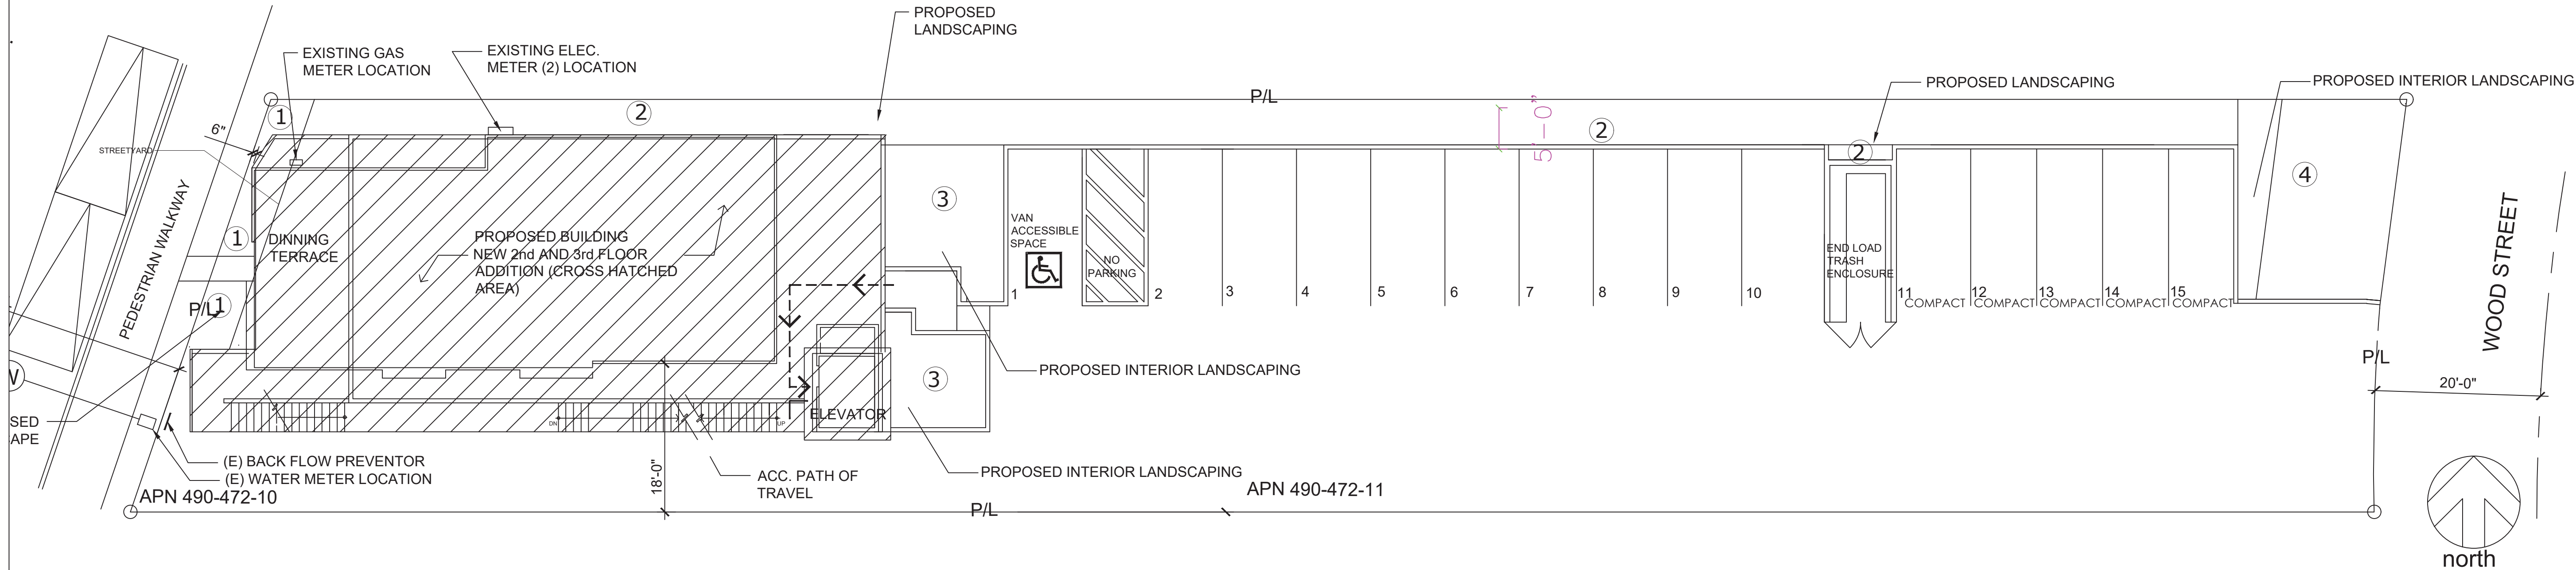 PROPOSED
LANDSCAPING
EXISTING GAS
METER LOCATION
EXISTING ELEC.
METER (2) LOCATION
PROPOSED LANDSCAPING
PROPOSED INTERIOR LANDSCAPING
P/L
1
2
6"
STREETYARD
5'-0"
2
2
3
4
PEDESTRIAN WALKWAY
1
DINNING
TERRACE
PROPOSED BUILDING
NEW 2nd AND 3rd FLOOR
ADDITION (CROSS HATCHED
AREA)
VAN
ACCESSIBLE
SPACE
NO
PARKING
END LOAD
TRASH
ENCLOSURE
WOOD STREET
1
2
3
4
5
6
7
8
9
10
11
12
13
14
15
COMPACT
COMPACT
COMPACT
COMPACT
COMPACT
P/L
1
P/L
PROPOSED INTERIOR LANDSCAPING
3
20'-0"
ELEVATOR
DN
UP
SED
APE
(E) BACK FLOW PREVENTOR
(E) WATER METER LOCATION
18'-0"
ACC. PATH OF
TRAVEL
PROPOSED INTERIOR LANDSCAPING
APN 490-472-10
APN 490-472-11
P/L
north